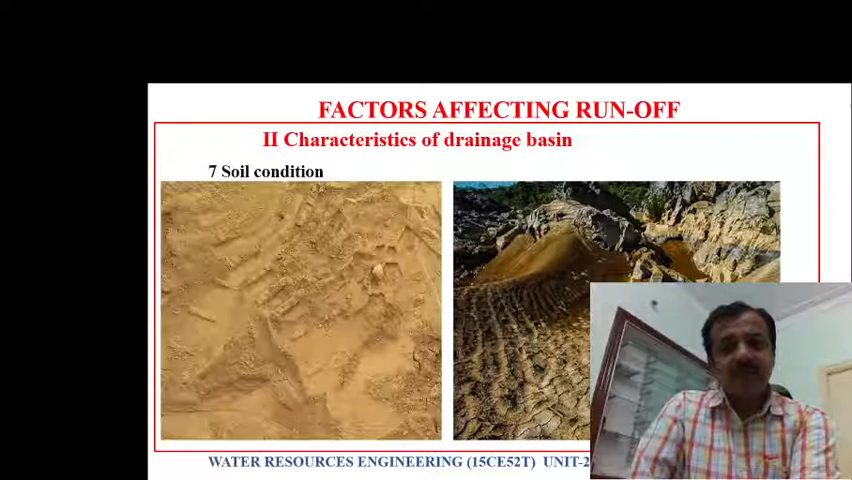 FACTORS AFFECTING RUN-OFF
II Characteristics of drainage basin
7 Soil condition
WATER RESOURCES ENGINEERING (15CE52T) UNIT-2